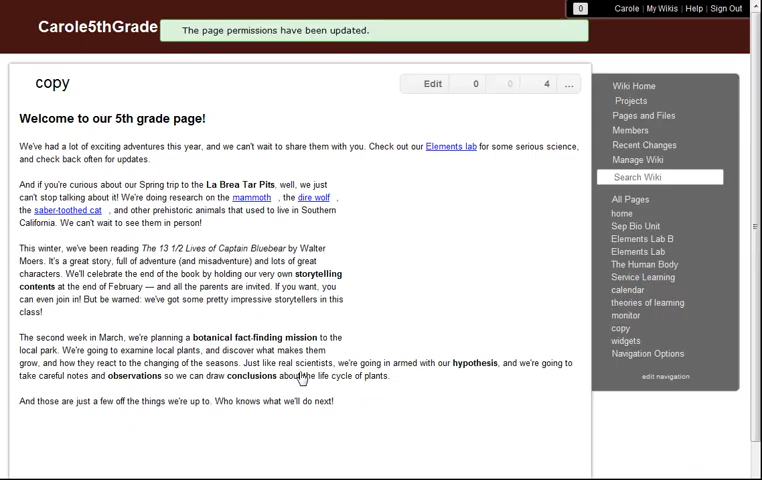 0 Carole | My Wikis | Help | Sign Out
Carole5thGrade
The page permissions have been updated.
copy
Edit 0 0 4 ...
Welcome to our 5th grade page!
We've had a lot of exciting adventures this year, and we can't wait to share them with you. Check out our Elements lab for some serious science,
and check back often for updates.
And if you're curious about our Spring trip to the La Brea Tar Pits, well, we just
can't stop talking about it! We're doing research on the mammoth , the dire wolf ,
the saber-toothed cat , and other prehistoric animals that used to live in Southern
California. We can't wait to see them in person!
This winter, we've been reading The 13 1/2 Lives of Captain Bluebear by Walter
Moers. It's a great story, full of adventure (and misadventure) and lots of great
characters. We'll celebrate the end of the book by holding our very own storytelling
contents at the end of February — and all the parents are invited. If you want, you
can even join in! But be warned: we've got some pretty impressive storytellers in this
class!
The second week in March, we're planning a botanical fact-finding mission to the
local park. We're going to examine local plants, and discover what makes them
grow, and how they react to the changing of the seasons. Just like real scientists, we're going in armed with our hypothesis, and we're going to
take careful notes and observations so we can draw conclusions about the life cycle of plants.
And those are just a few off the things we're up to. Who knows what we'll do next!
Wiki Home
Projects
Pages and Files
Members
Recent Changes
Manage Wiki
Search Wiki
All Pages
home
Sep Bio Unit
Elements Lab B
Elements Lab
The Human Body
Service Learning
calendar
theories of learning
monitor
copy
widgets
Navigation Options
edit navigation